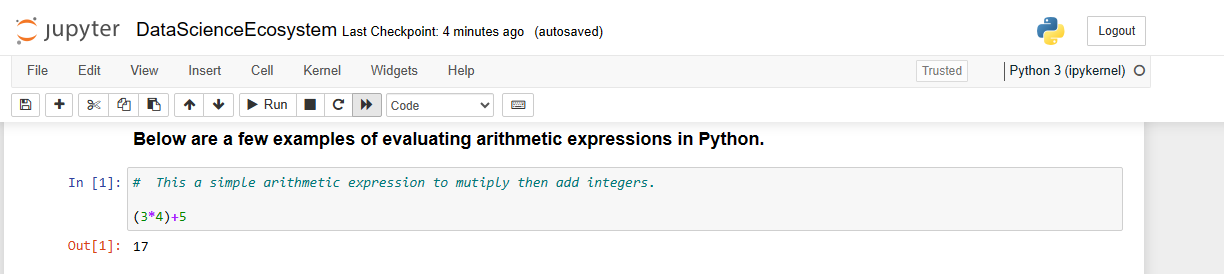 jupyter DataScienceEcosystem Last Checkpoint: 4 minutes ago (autosaved) Logout
File Edit View Insert Cell Kernel Widgets Help Trusted Python 3 (ipykernel)
Run Code
Below are a few examples of evaluating arithmetic expressions in Python.
In [1]: # This a simple arithmetic expression to mutiply then add integers.
(3*4)+5
Out[1]: 17